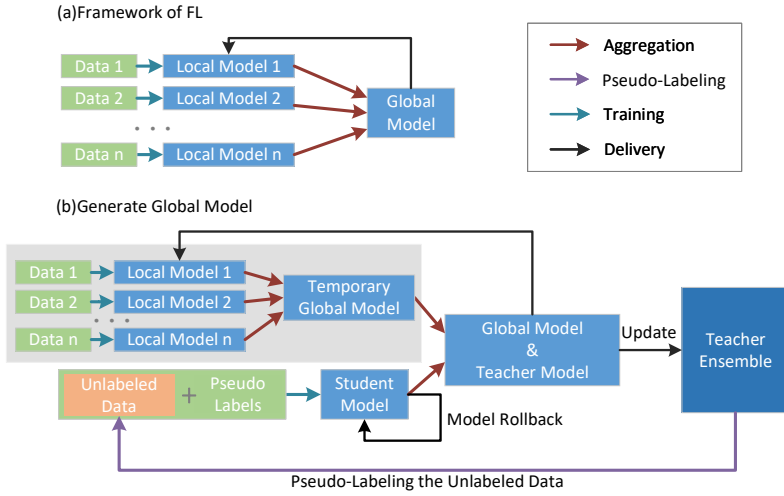 (a)Framework of FL
Data 1
Local Model 1
Data 2
Local Model 2
. . .
Data n
Local Model n
Global
Model
Aggregation
Pseudo-Labeling
Training
Delivery
(b)Generate Global Model
Data 1
Local Model 1
Data 2
Local Model 2
. . .
Data n
Local Model n
Temporary
Global Model
Global Model
&
Teacher Model
Update
Teacher
Ensemble
Unlabeled
Data
+
Pseudo
Labels
Student
Model
Model Rollback
Pseudo-Labeling the Unlabeled Data